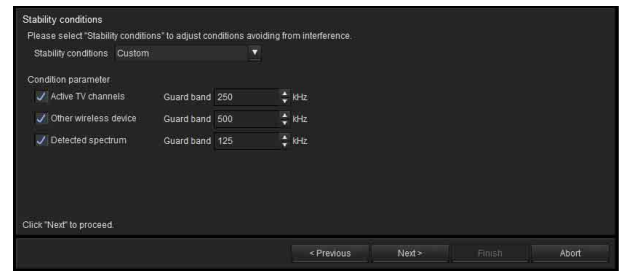 Stability conditions
Please select "Stability conditions" to adjust conditions avoiding from interference.
Stability conditions Custom
Condition parameter
Active TV channels Guard band 250 kHz
Other wireless device Guard band 500 kHz
Detected spectrum Guard band 125 kHz
Click "Next" to proceed.
< Previous Next > Finish Abort